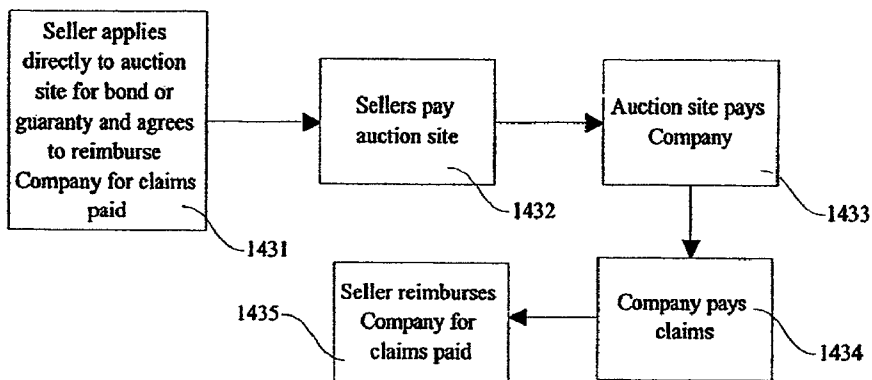 Seller applies
directly to auction
site for bond or
guaranty and agrees
to reimburse
Company for claims
paid
1431
Sellers pay
auction site
1432
Auction site pays
Company
1433
Company pays
claims
1434
Seller reimburses
Company for
claims paid
1435